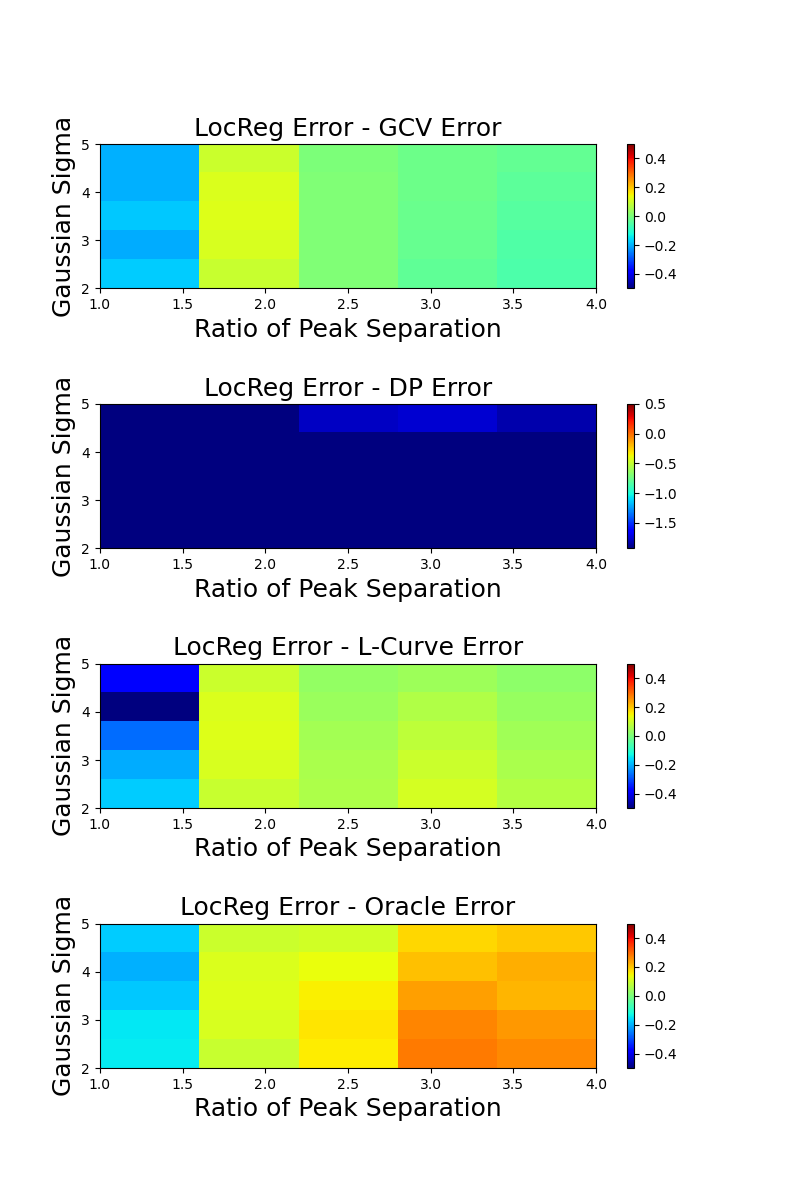 LocReg Error - GCV Error
Gaussian Sigma
5
4
3
2
1.0 1.5 2.0 2.5 3.0 3.5 4.0
Ratio of Peak Separation
0.4
0.2
0.0
−0.2
−0.4
LocReg Error - DP Error
Gaussian Sigma
5
4
3
2
1.0 1.5 2.0 2.5 3.0 3.5 4.0
Ratio of Peak Separation
0.5
0.0
−0.5
−1.0
−1.5
LocReg Error - L-Curve Error
Gaussian Sigma
5
4
3
2
1.0 1.5 2.0 2.5 3.0 3.5 4.0
Ratio of Peak Separation
0.4
0.2
0.0
−0.2
−0.4
LocReg Error - Oracle Error
Gaussian Sigma
5
4
3
2
1.0 1.5 2.0 2.5 3.0 3.5 4.0
Ratio of Peak Separation
0.4
0.2
0.0
−0.2
−0.4